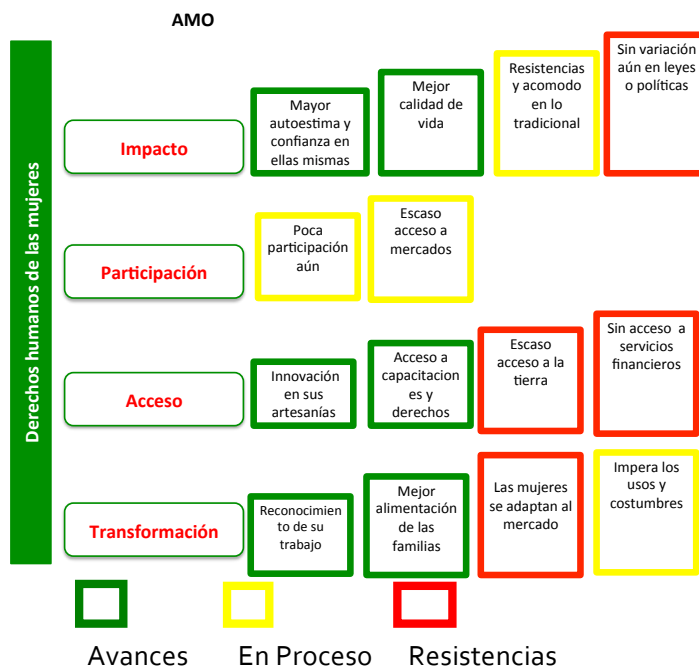 AMO
Derechos humanos de las mujeres
Impacto
Mayor
autoestima y
confianza en
ellas mismas
Mejor
calidad de
vida
Resistencias
y acomodo
en lo
tradicional
Sin variación
aún en leyes
o políticas
Participación
Poca
participación
aún
Escaso
acceso a
mercados
Acceso
Innovación
en sus
artesanías
Acceso a
capacitacion
es y
derechos
Escaso
acceso a la
tierra
Sin acceso a
servicios
financieros
Transformación
Reconocimien
to de su
trabajo
Mejor
alimentación
de las
familias
Las mujeres
se adaptan al
mercado
Impera los
usos y
costumbres
Avances En Proceso Resistencias